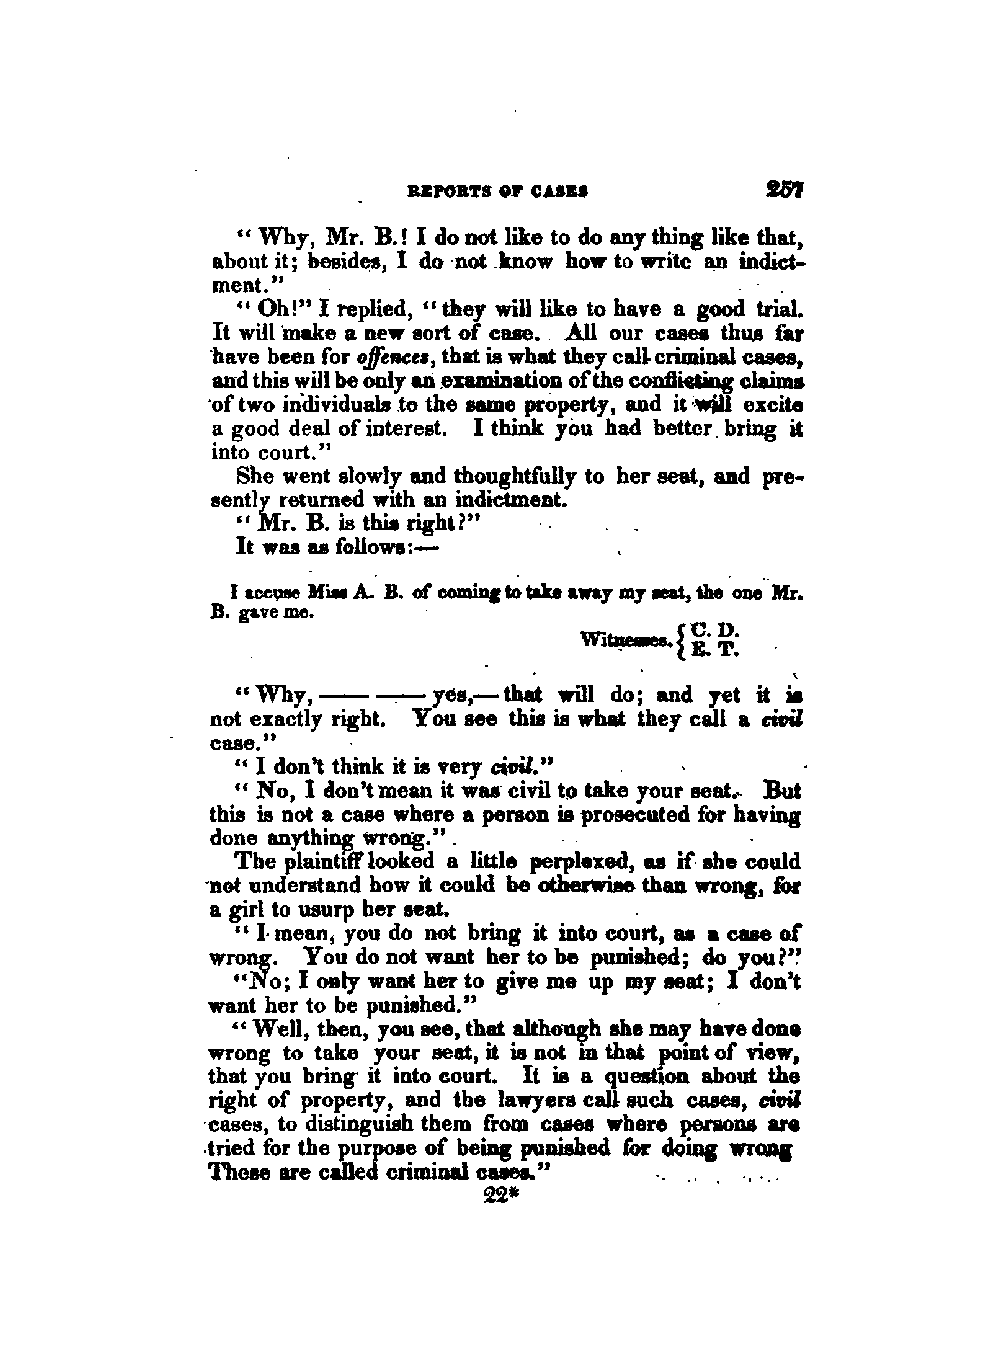 REPORTS OF CASES 257
“ Why, Mr. B.! I do not like to do any thing like that,
about it; besides, I do not know how to write an indict-
ment.”
“ Oh!” I replied, “ they will like to have a good trial.
It will make a new sort of case. All our cases thus far
have been for offences, that is what they call criminal cases,
and this will be only an examination of the conflicting claims
of two individuals to the same property, and it will excite
a good deal of interest. I think you had better bring it
into court.”
She went slowly and thoughtfully to her seat, and pre-
sently returned with an indictment.
“ Mr. B. is this right?”
It was as follows:—
I accuse Miss A. B. of coming to take away my seat, the one Mr.
B. gave me.
Witnesses. { C. D.
E. T.
“ Why, —— —— yes,— that will do; and yet it is
not exactly right. You see this is what they call a civil
case.”
“ I don't think it is very civil.”
“ No, I don't mean it was civil to take your seat. But
this is not a case where a person is prosecuted for having
done anything wrong.”
The plaintiff looked a little perplexed, as if she could
not understand how it could be otherwise than wrong, for
a girl to usurp her seat.
“ I mean, you do not bring it into court, as a case of
wrong. You do not want her to be punished; do you?”
“No; I only want her to give me up my seat; I don't
want her to be punished.”
“ Well, then, you see, that although she may have done
wrong to take your seat, it is not in that point of view,
that you bring it into court. It is a question about the
right of property, and the lawyers call such cases, civil
cases, to distinguish them from cases where persons are
tried for the purpose of being punished for doing wrong
These are called criminal cases.”
22*